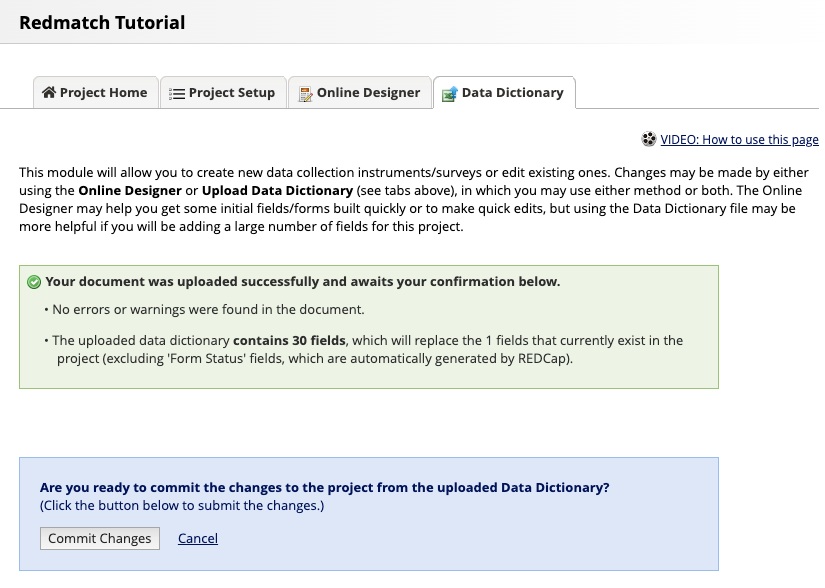 Redmatch Tutorial
Project Home
Project Setup
Online Designer
Data Dictionary
VIDEO: How to use this page
This module will allow you to create new data collection instruments/surveys or edit existing ones. Changes may be made by either
using the Online Designer or Upload Data Dictionary (see tabs above), in which you may use either method or both. The Online
Designer may help you get some initial fields/forms built quickly or to make quick edits, but using the Data Dictionary file may be
more helpful if you will be adding a large number of fields for this project.
Your document was uploaded successfully and awaits your confirmation below.
• No errors or warnings were found in the document.
• The uploaded data dictionary contains 30 fields, which will replace the 1 fields that currently exist in the
project (excluding 'Form Status' fields, which are automatically generated by REDCap).
Are you ready to commit the changes to the project from the uploaded Data Dictionary?
(Click the button below to submit the changes.)
Commit Changes
Cancel